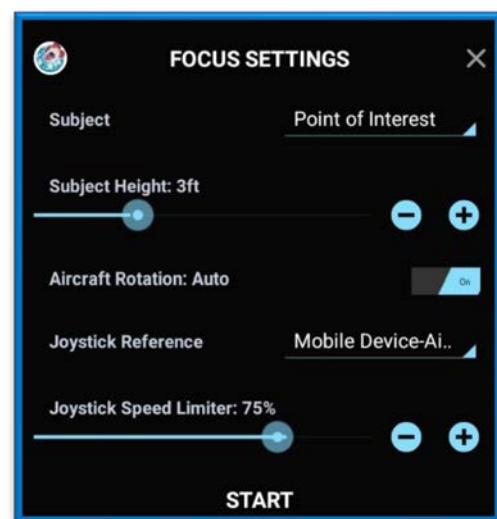 FOCUS SETTINGS
Subject Point of Interest
Subject Height: 3ft
Aircraft Rotation: Auto On
Joystick Reference Mobile Device-Ai..
Joystick Speed Limiter: 75%
START